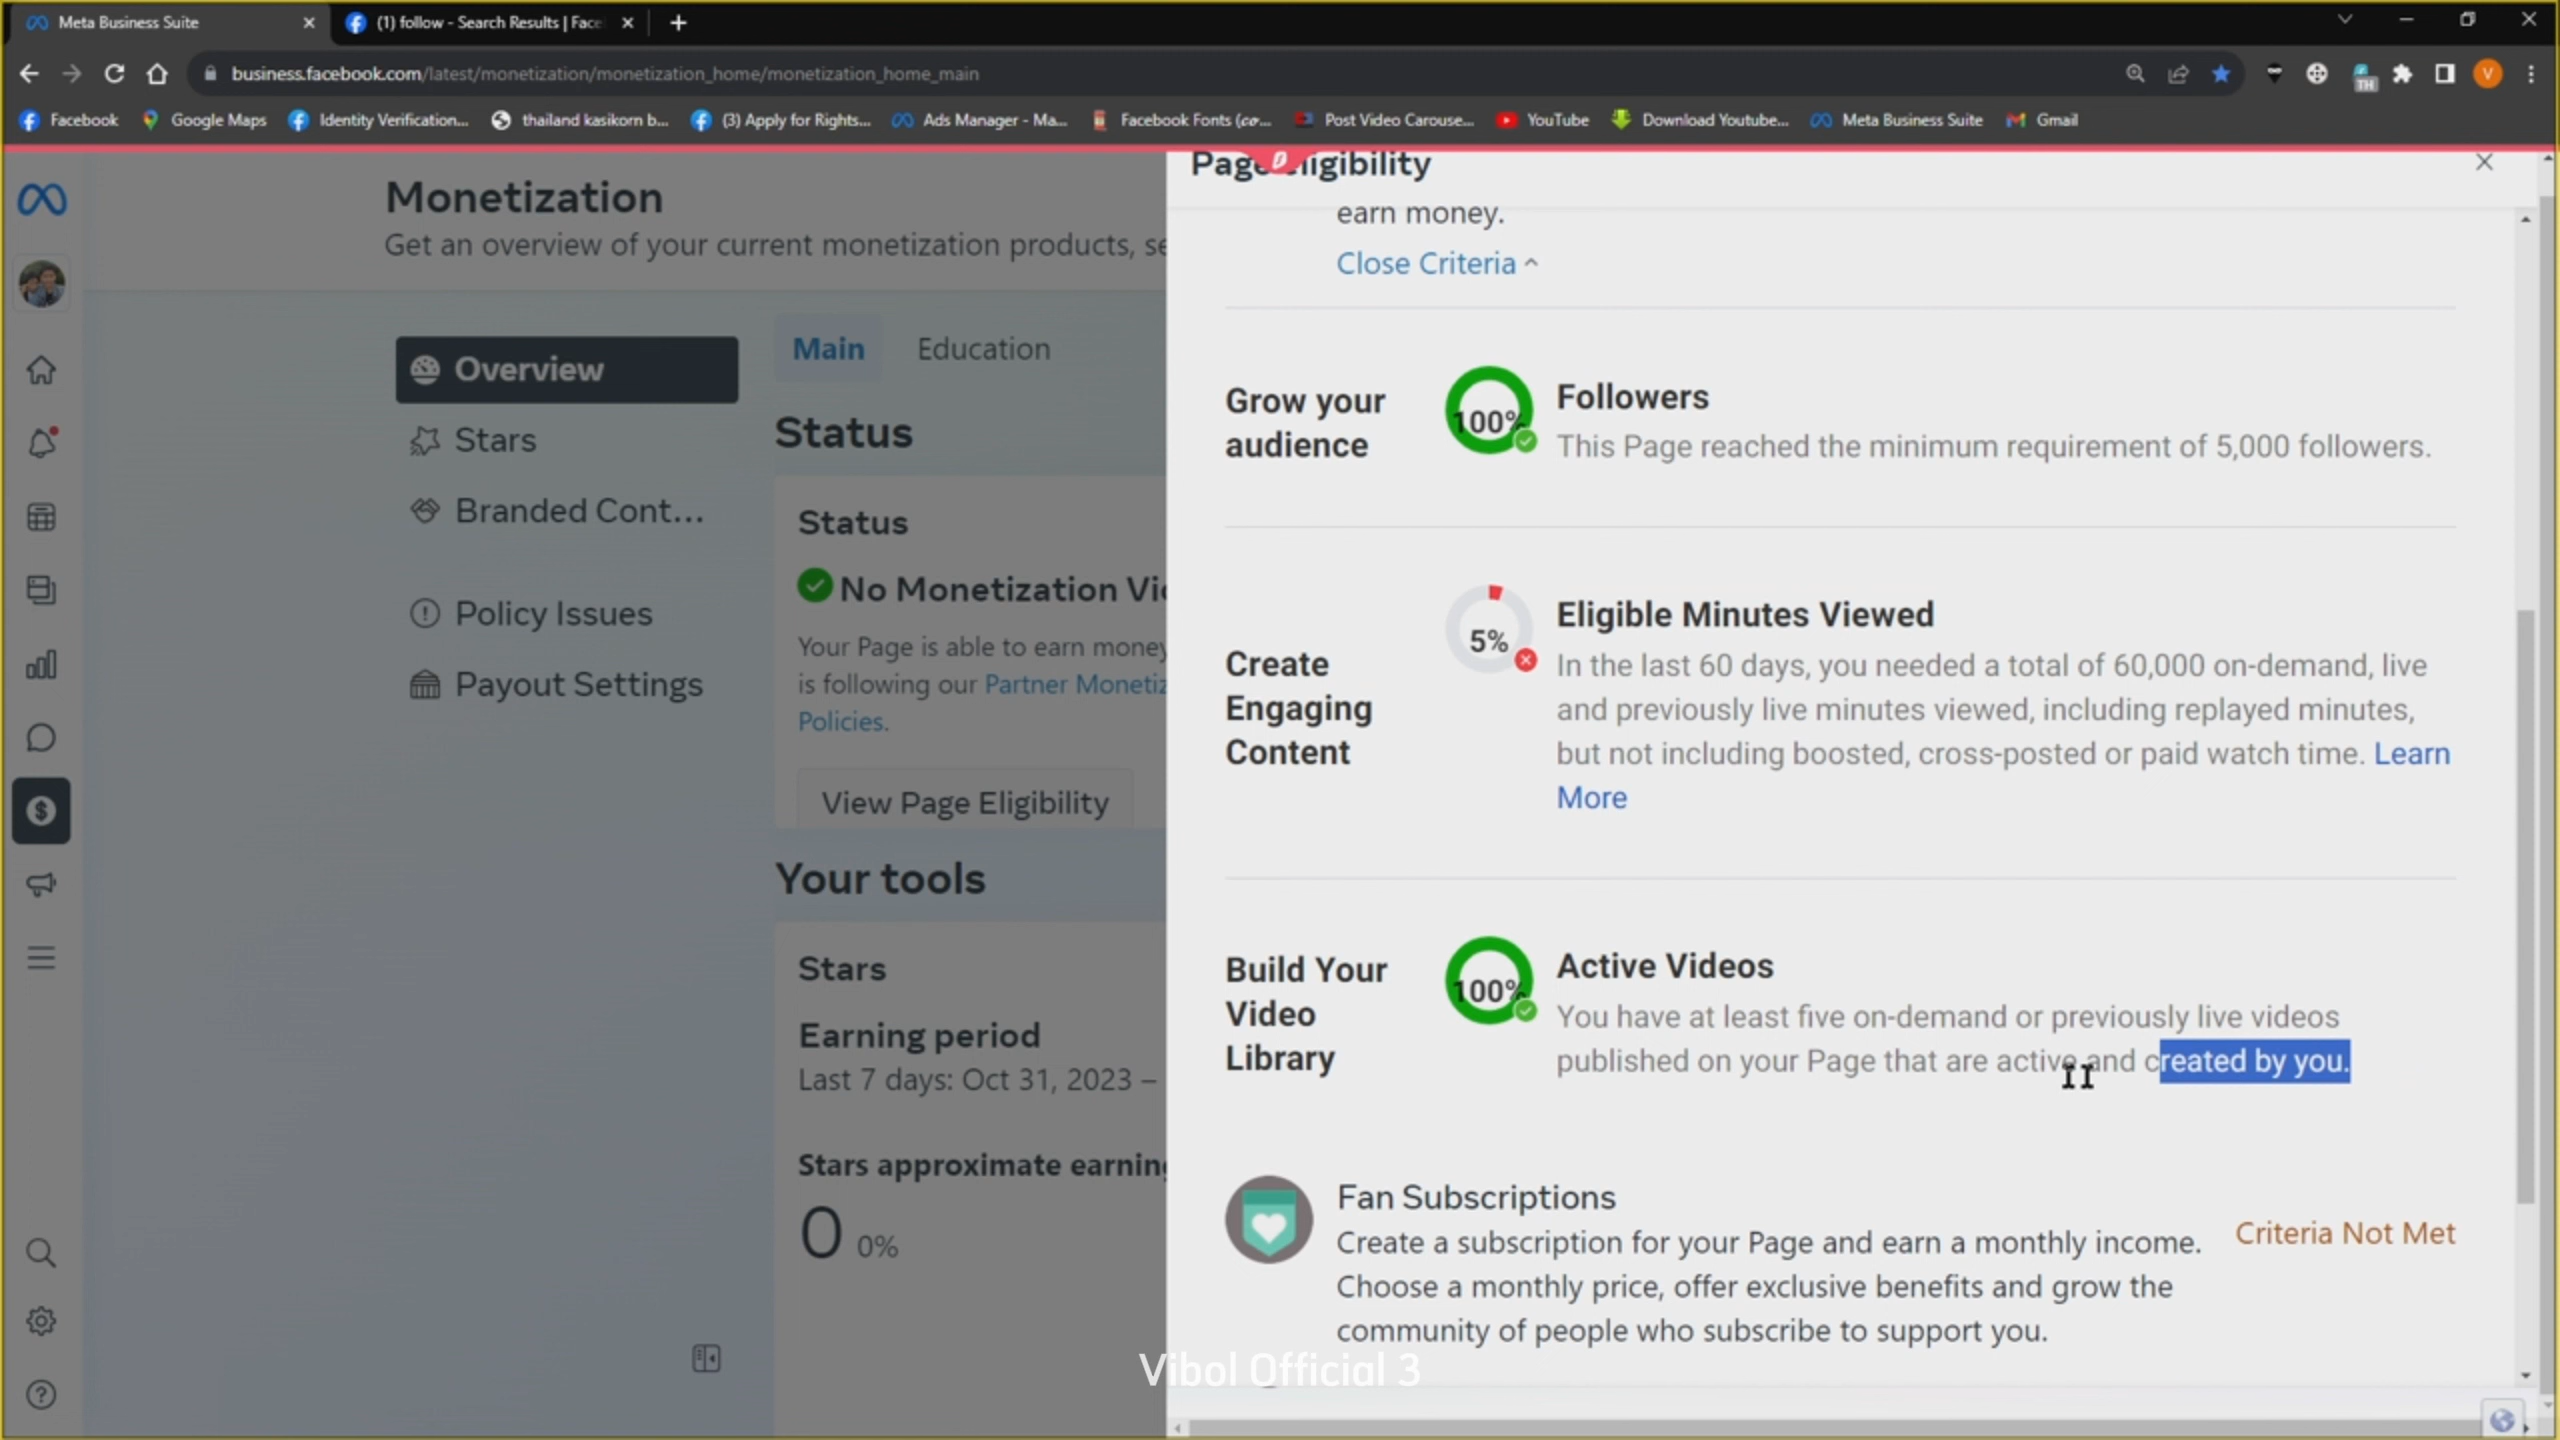 Meta Business Suite
(1) follow - Search Results | Face
business.facebook.com/latest/monetization/monetization_home/monetization_home_main
TH
V
Facebook
Google Maps
Identity Verification...
thailand kasikorn b...
(3) Apply for Rights...
Ads Manager - Ma...
Facebook Fonts
Post Video Carouse...
YouTube
Download Youtube...
Meta Business Suite
Gmail
Monetization
Get an overview of your current monetization products, se
Overview
Stars
Branded Cont...
Policy Issues
Payout Settings
Main
Education
Status
Status
No Monetization Vi
Your Page is able to earn money
is following our Partner Monetiz
Policies.
View Page Eligibility
Your tools
Stars
Earning period
Last 7 days: Oct 31, 2023 –
Stars approximate earning
0 0%
Page Eligibility
earn money.
Close Criteria
Grow your
audience
100%
Followers
This Page reached the minimum requirement of 5,000 followers.
Create
Engaging
Content
5%
Eligible Minutes Viewed
In the last 60 days, you needed a total of 60,000 on-demand, live
and previously live minutes viewed, including replayed minutes,
but not including boosted, cross-posted or paid watch time. Learn
More
Build Your
Video
Library
100%
Active Videos
You have at least five on-demand or previously live videos
published on your Page that are active and created by you.
Fan Subscriptions
Create a subscription for your Page and earn a monthly income.
Choose a monthly price, offer exclusive benefits and grow the
community of people who subscribe to support you.
Criteria Not Met
Vibol Official 3